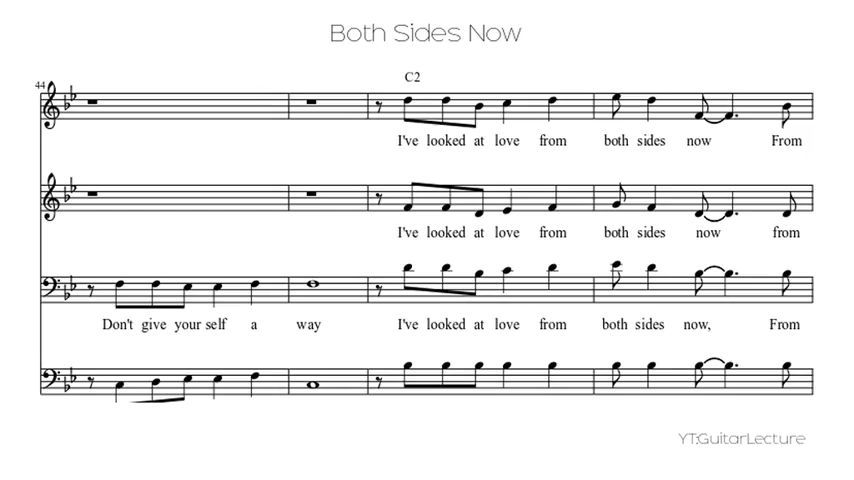 Both Sides Now
44
C2
I've looked at love from both sides now From
I've looked at love from both sides now from
Don't give your self a way I've looked at love from both sides now, From
YT:GuitarLecture